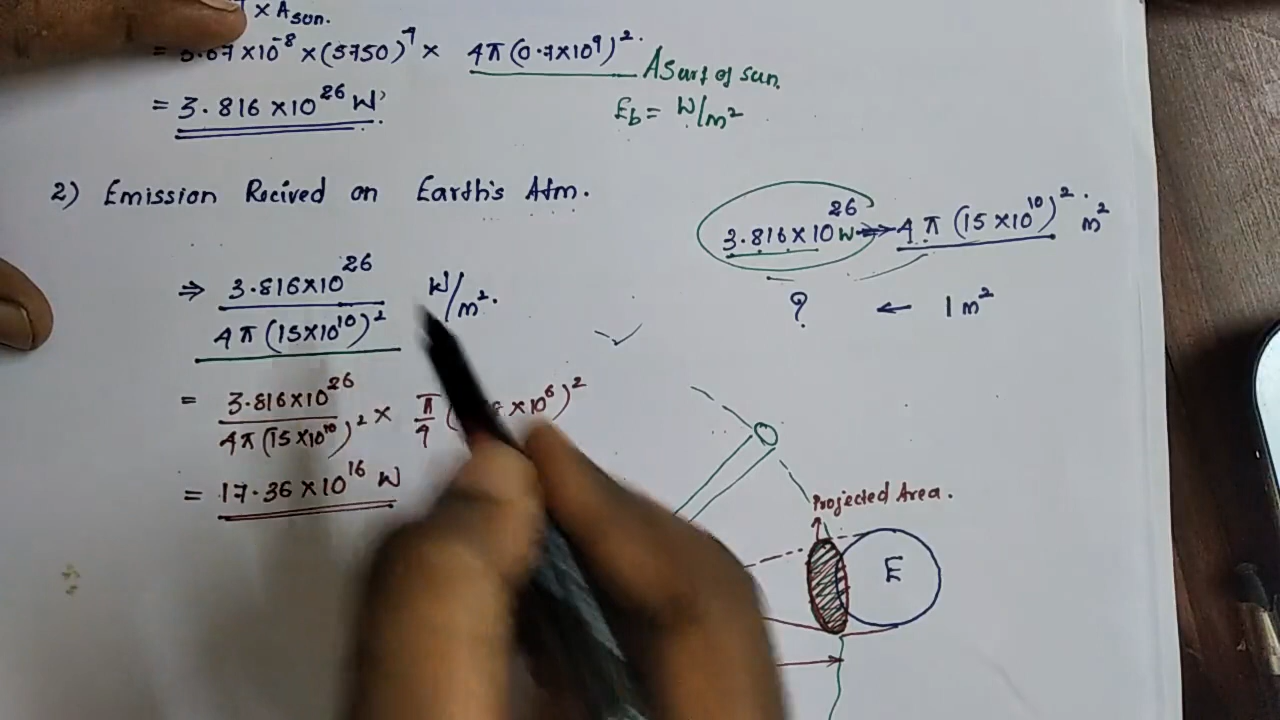 × A sun.
= 5.67×10⁻⁸ ×(5750)⁴ × 4π(0.7×10⁹)².
A Surf of sun.
= 3.816 ×10²⁶ W.
E_b = W/m²
2) Emission Recived on Earth's Atm.
3.816×10²⁶ W → 4π (15×10¹⁰)². m²
? ← 1 m²
⇒ 3.816×10²⁶ / 4π(15×10¹⁰)² W/m².
= 3.816×10²⁶ / 4π(15×10¹⁰)² × π/4 ( ×10⁶)²
= 17.36 ×10¹⁶ W
Projected Area.
E